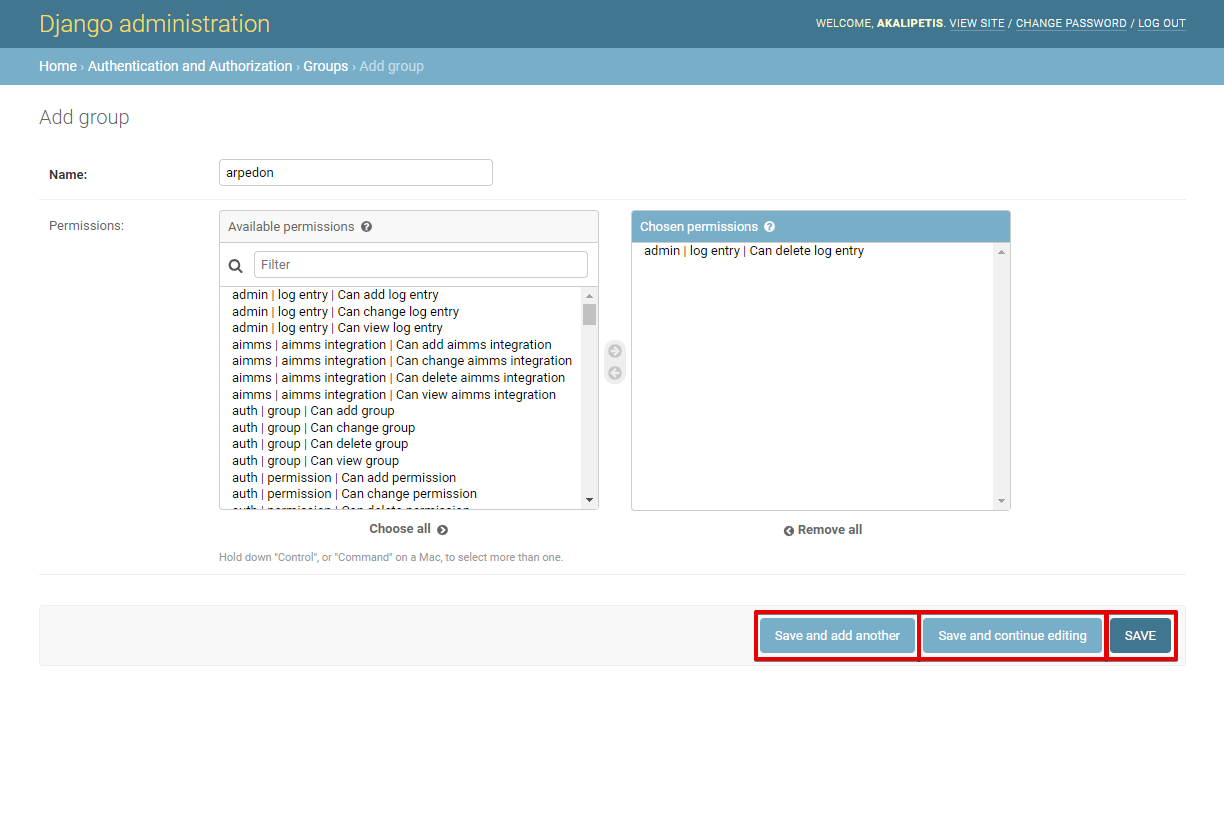 Django administration
WELCOME, AKALIPETIS. VIEW SITE / CHANGE PASSWORD / LOG OUT
Home › Authentication and Authorization › Groups › Add group
Add group
Name:
arpedon
Permissions:
Available permissions
Filter
admin | log entry | Can add log entry
admin | log entry | Can change log entry
admin | log entry | Can view log entry
aimms | aimms integration | Can add aimms integration
aimms | aimms integration | Can change aimms integration
aimms | aimms integration | Can delete aimms integration
aimms | aimms integration | Can view aimms integration
auth | group | Can add group
auth | group | Can change group
auth | group | Can delete group
auth | group | Can view group
auth | permission | Can add permission
auth | permission | Can change permission
auth | permission | Can delete permission
Choose all
Hold down "Control", or "Command" on a Mac, to select more than one.
Chosen permissions
admin | log entry | Can delete log entry
Remove all
Save and add another
Save and continue editing
SAVE